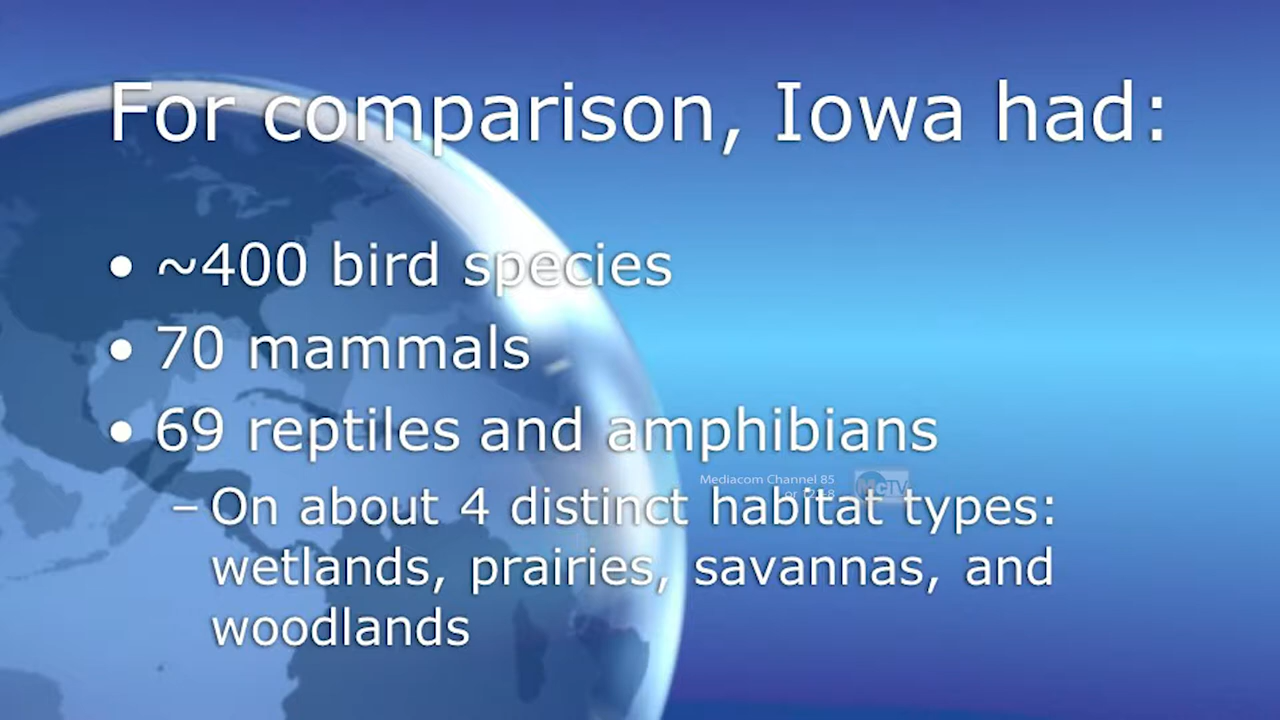 For comparison, Iowa had:
• ~400 bird species
• 70 mammals
• 69 reptiles and amphibians
Mediacom Channel 85
McTV
– On about 4 distinct habitat types:
wetlands, prairies, savannas, and
woodlands